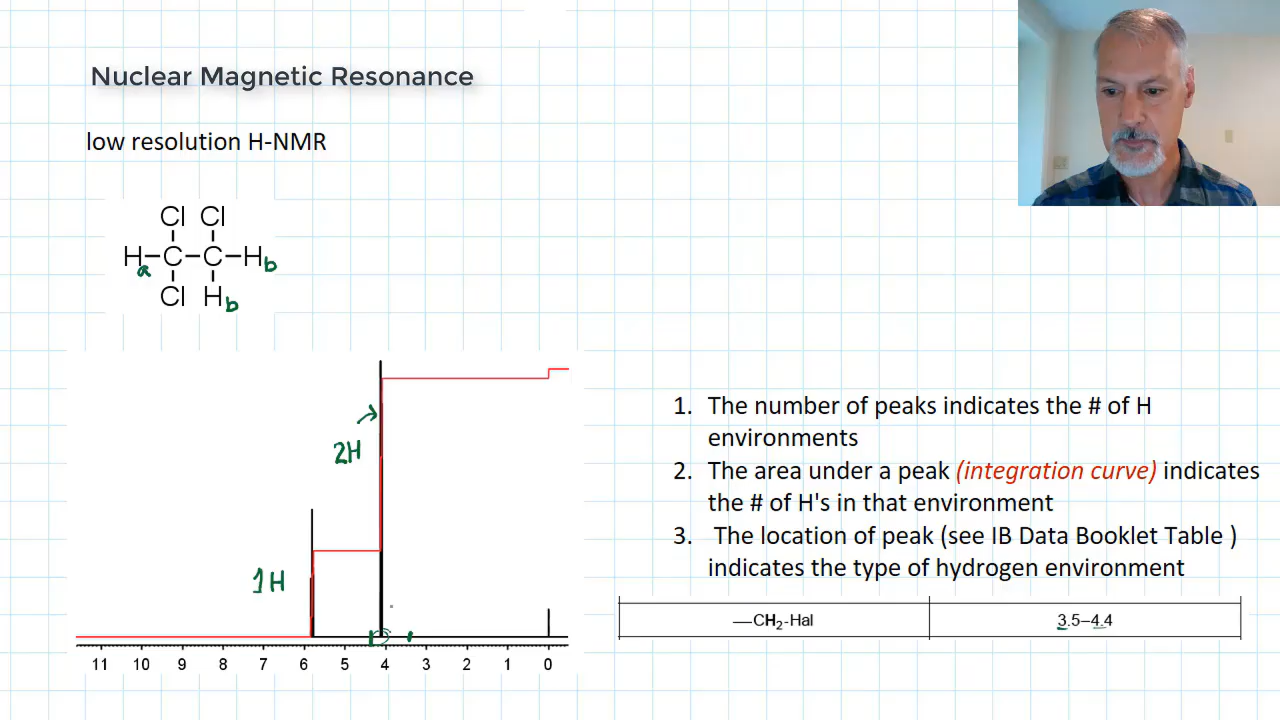 Nuclear Magnetic Resonance
low resolution H-NMR
Cl Cl
H–C–C–H b
a
Cl H b
2H
1H
11 10 9 8 7 6 5 4 3 2 1 0
1. The number of peaks indicates the # of H
environments
2. The area under a peak (integration curve) indicates
the # of H's in that environment
3. The location of peak (see IB Data Booklet Table )
indicates the type of hydrogen environment
—CH₂-Hal 3.5–4.4